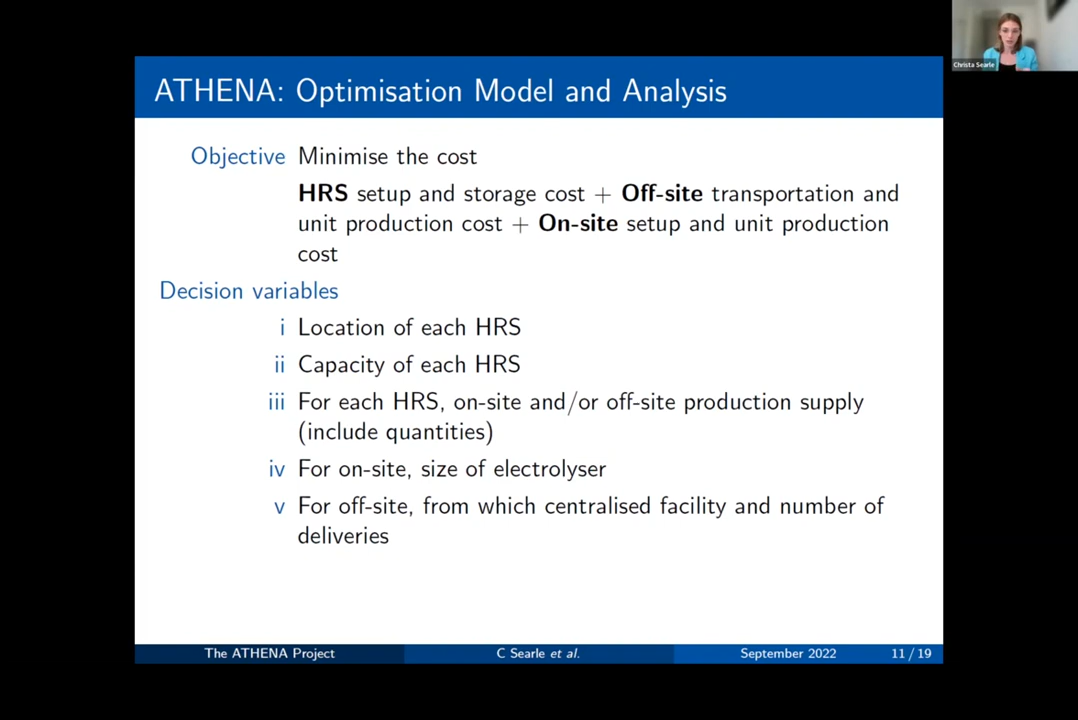 Christa Searle
ATHENA: Optimisation Model and Analysis
Objective Minimise the cost
HRS setup and storage cost + Off-site transportation and
unit production cost + On-site setup and unit production
cost
Decision variables
i Location of each HRS
ii Capacity of each HRS
iii For each HRS, on-site and/or off-site production supply
(include quantities)
iv For on-site, size of electrolyser
v For off-site, from which centralised facility and number of
deliveries
The ATHENA Project C Searle et al. September 2022 11 / 19